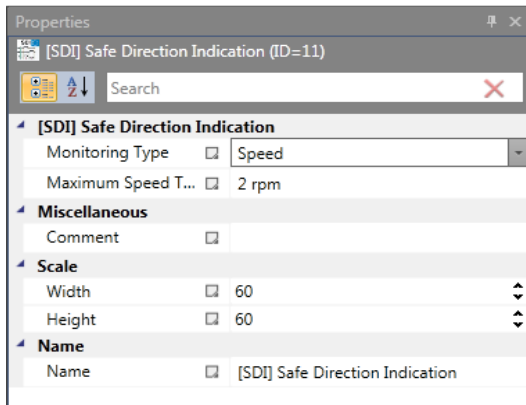 Properties
[SDI] Safe Direction Indication (ID=11)
Search
[SDI] Safe Direction Indication
Monitoring Type Speed
Maximum Speed T... 2 rpm
Miscellaneous
Comment
Scale
Width 60
Height 60
Name
Name [SDI] Safe Direction Indication